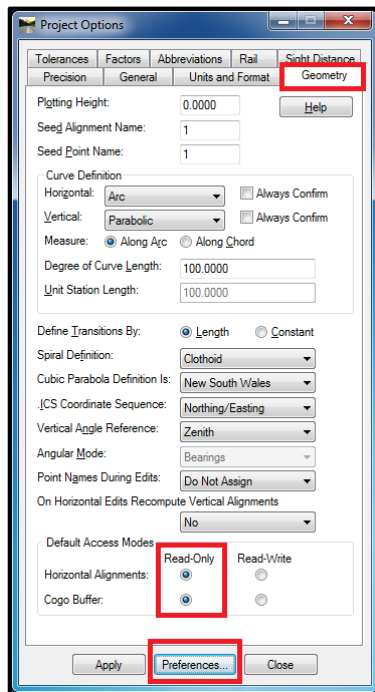 Project Options
Tolerances Factors Abbreviations Rail Sight Distance
Precision General Units and Format Geometry
Plotting Height: 0.0000 Help
Seed Alignment Name: 1
Seed Point Name: 1
Curve Definition
Horizontal: Arc Always Confirm
Vertical: Parabolic Always Confirm
Measure: Along Arc Along Chord
Degree of Curve Length: 100.0000
Unit Station Length: 100.0000
Define Transitions By: Length Constant
Spiral Definition: Clothoid
Cubic Parabola Definition Is: New South Wales
.ICS Coordinate Sequence: Northing/Easting
Vertical Angle Reference: Zenith
Angular Mode: Bearings
Point Names During Edits: Do Not Assign
On Horizontal Edits Recompute Vertical Alignments
No
Default Access Modes
Read-Only Read-Write
Horizontal Alignments:
Cogo Buffer:
Apply Preferences... Close